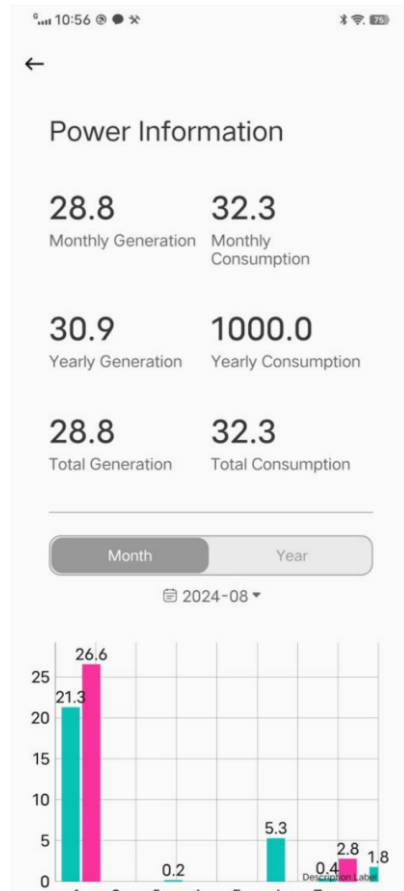 10:56
75
Power Information
28.8 32.3
Monthly Generation Monthly
Consumption
30.9 1000.0
Yearly Generation Yearly Consumption
28.8 32.3
Total Generation Total Consumption
Month Year
2024-08
26.6
25
21.3
20
15
10
5.3
5
2.8
1.8
0.4
0.2
Description Label
0